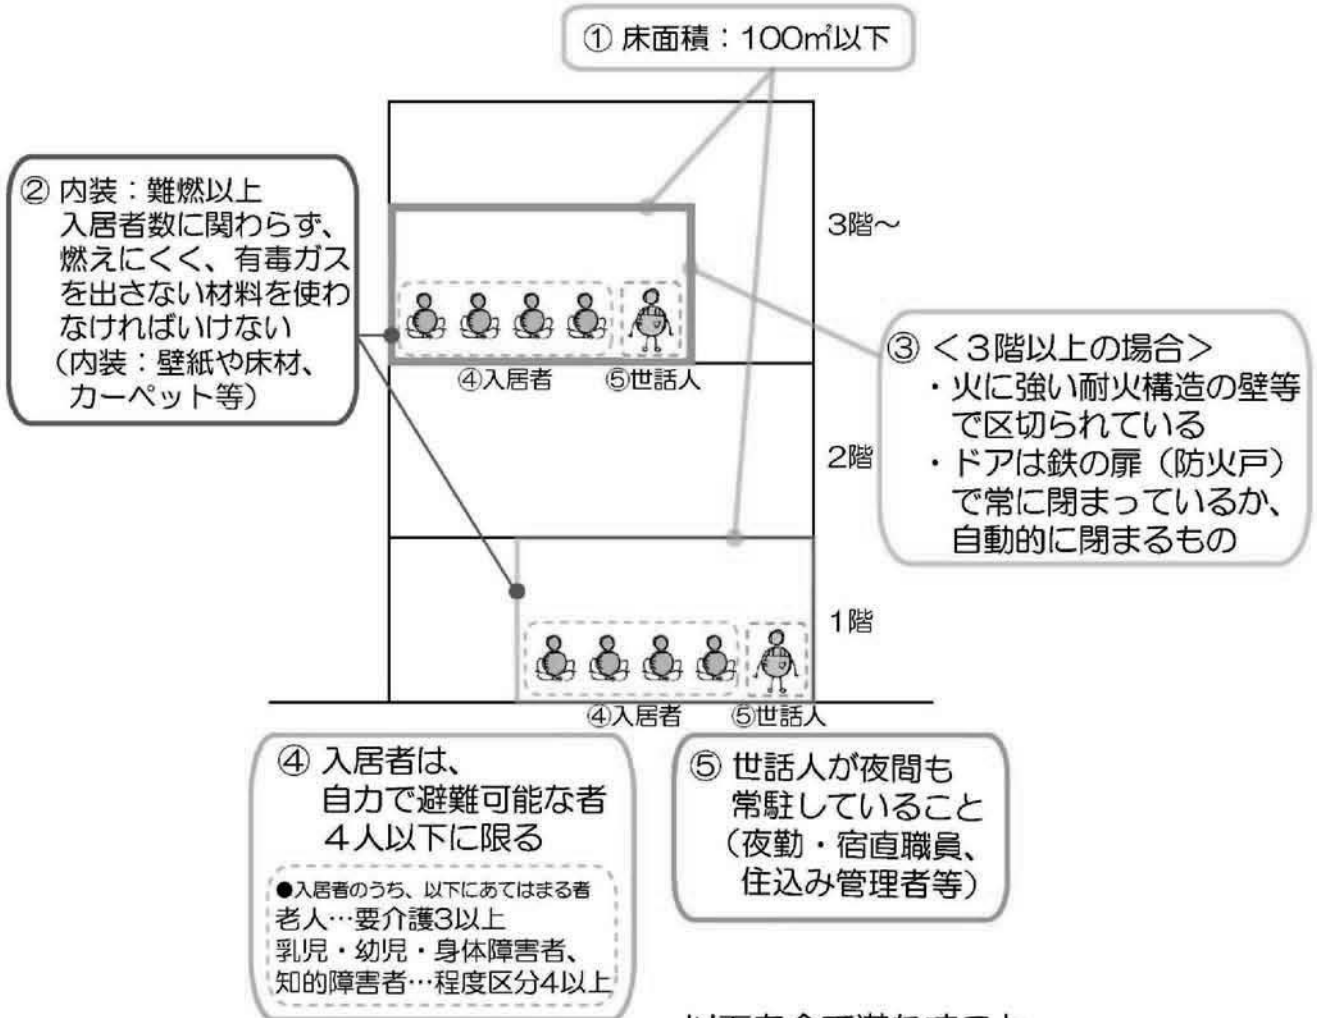 ① 床面積：100㎡以下
② 内装：難燃以上
入居者数に関わらず、
燃えにくく、有毒ガス
を出さない材料を使わ
なければいけない
（内装：壁紙や床材、
カーペット等）
3階～
④入居者
⑤世話人
③ ＜3階以上の場合＞
・火に強い耐火構造の壁等
で区切られている
・ドアは鉄の扉（防火戸）
で常に閉まっているか、
自動的に閉まるもの
2階
1階
④入居者
⑤世話人
④ 入居者は、
自力で避難可能な者
４人以下に限る
●入居者のうち、以下にあてはまる者
老人…要介護3以上
乳児・幼児・身体障害者、
知的障害者…程度区分4以上
⑤ 世話人が夜間も
常駐していること
（夜勤・宿直職員、
住込み管理者等）